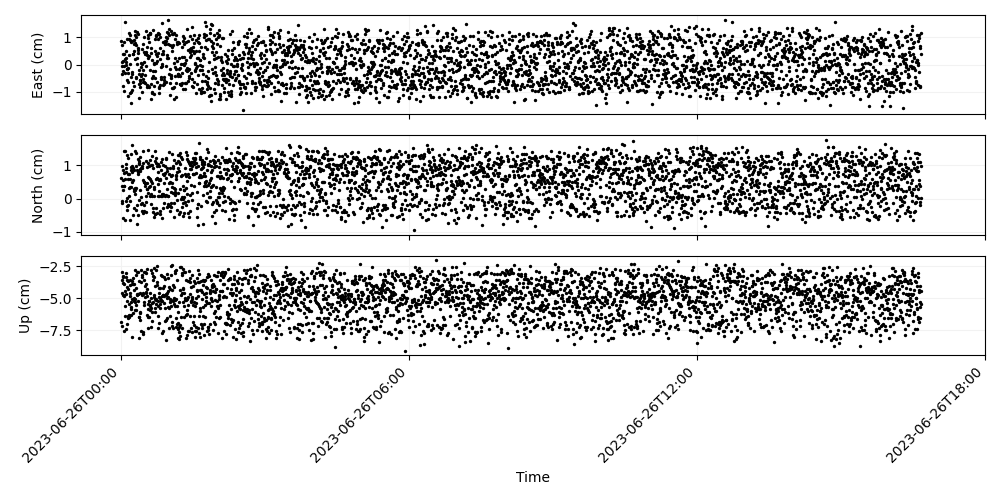 East (cm)
1
0
−1
North (cm)
1
0
−1
Up (cm)
−2.5
−5.0
−7.5
2023-06-26T00:00
2023-06-26T06:00
2023-06-26T12:00
2023-06-26T18:00
Time